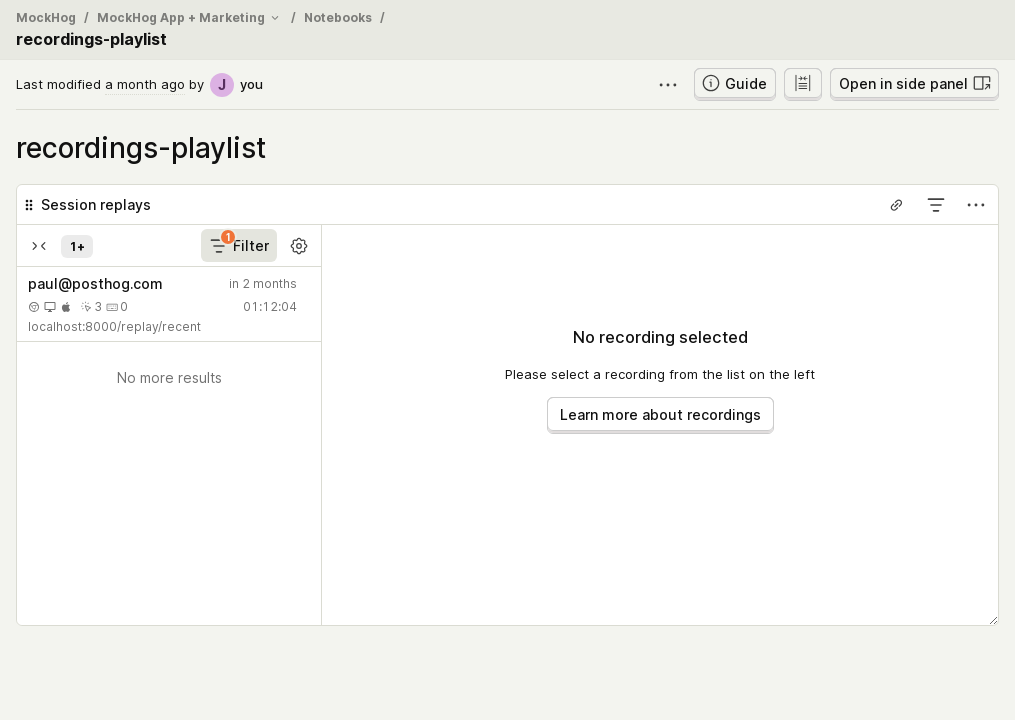 MockHog / MockHog App + Marketing / Notebooks /
recordings-playlist
Last modified a month ago by J you
Guide
Open in side panel
recordings-playlist
Session replays
1+
1
Filter
paul@posthog.com
in 2 months
3
0
01:12:04
localhost:8000/replay/recent
No more results
No recording selected
Please select a recording from the list on the left
Learn more about recordings